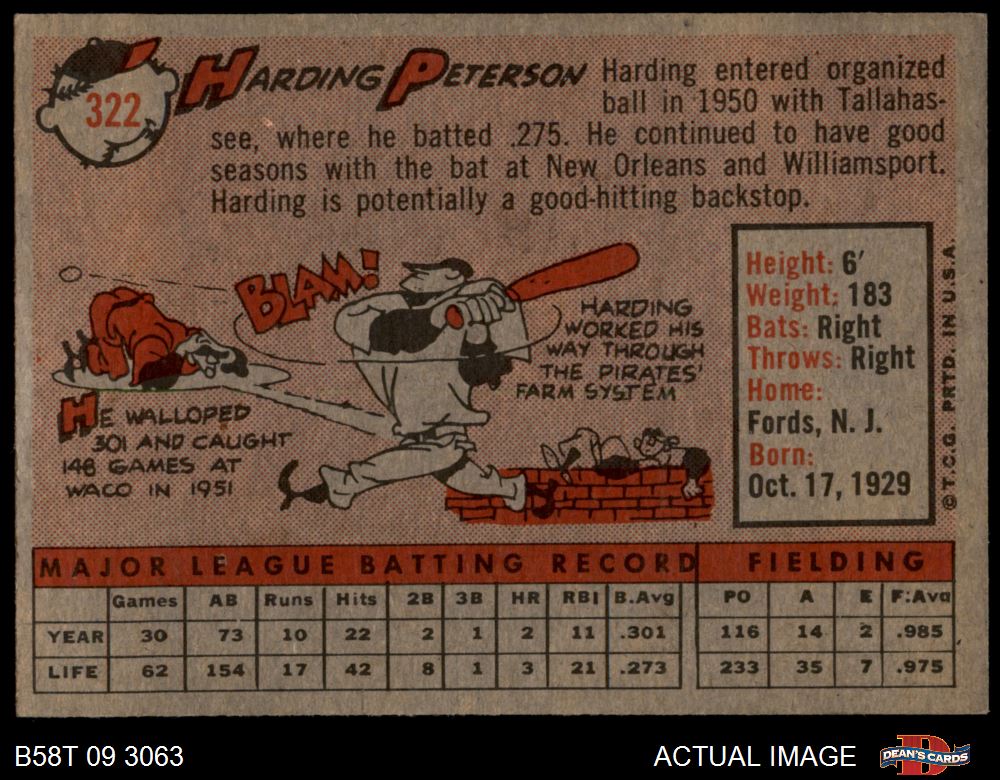 322
HARDING PETERSON
Harding entered organized
ball in 1950 with Tallahas-
see, where he batted .275. He continued to have good
seasons with the bat at New Orleans and Williamsport.
Harding is potentially a good-hitting backstop.
BLAM!
HARDING
WORKED HIS
WAY THROUGH
THE PIRATES'
FARM SYSTEM
HE WALLOPED
301 AND CAUGHT
148 GAMES AT
WACO IN 1951
Height: 6'
Weight: 183
Bats: Right
Throws: Right
Home:
Fords, N. J.
Born:
Oct. 17, 1929
©T.C.G. PRTD. IN U.S.A.
MAJOR LEAGUE BATTING RECORD FIELDING
Games AB Runs Hits 2B 3B HR RBI B.Avg PO A E F.Avg
YEAR 30 73 10 22 2 1 2 11 .301 116 14 2 .985
LIFE 62 154 17 42 8 1 3 21 .273 233 35 7 .975
B58T 09 3063
ACTUAL IMAGE
DEAN'S CARDS